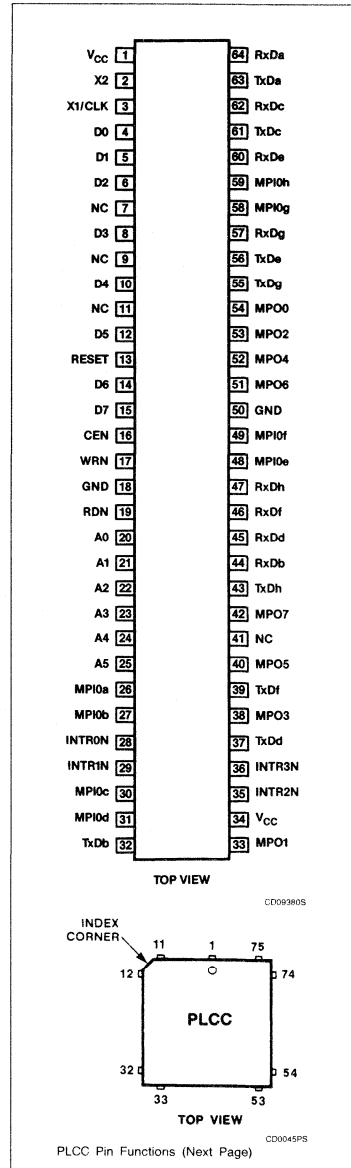 VCC 1 64 RxDa
X2 2 63 TxDa
X1/CLK 3 62 RxDc
D0 4 61 TxDc
D1 5 60 RxDe
D2 6 59 MPI0h
NC 7 58 MPI0g
D3 8 57 RxDg
NC 9 56 TxDe
D4 10 55 TxDg
NC 11 54 MPO0
D5 12 53 MPO2
RESET 13 52 MPO4
D6 14 51 MPO6
D7 15 50 GND
CEN 16 49 MPI0f
WRN 17 48 MPI0e
GND 18 47 RxDh
RDN 19 46 RxDf
A0 20 45 RxDd
A1 21 44 RxDb
A2 22 43 TxDh
A3 23 42 MPO7
A4 24 41 NC
A5 25 40 MPO5
MPI0a 26 39 TxDf
MPI0b 27 38 MPO3
INTR0N 28 37 TxDd
INTR1N 29 36 INTR3N
MPI0c 30 35 INTR2N
MPI0d 31 34 VCC
TxDb 32 33 MPO1
TOP VIEW
CD09380S
INDEX
CORNER
11 1 75
12 74
PLCC
32 54
33 53
TOP VIEW
CD0045PS
PLCC Pin Functions (Next Page)